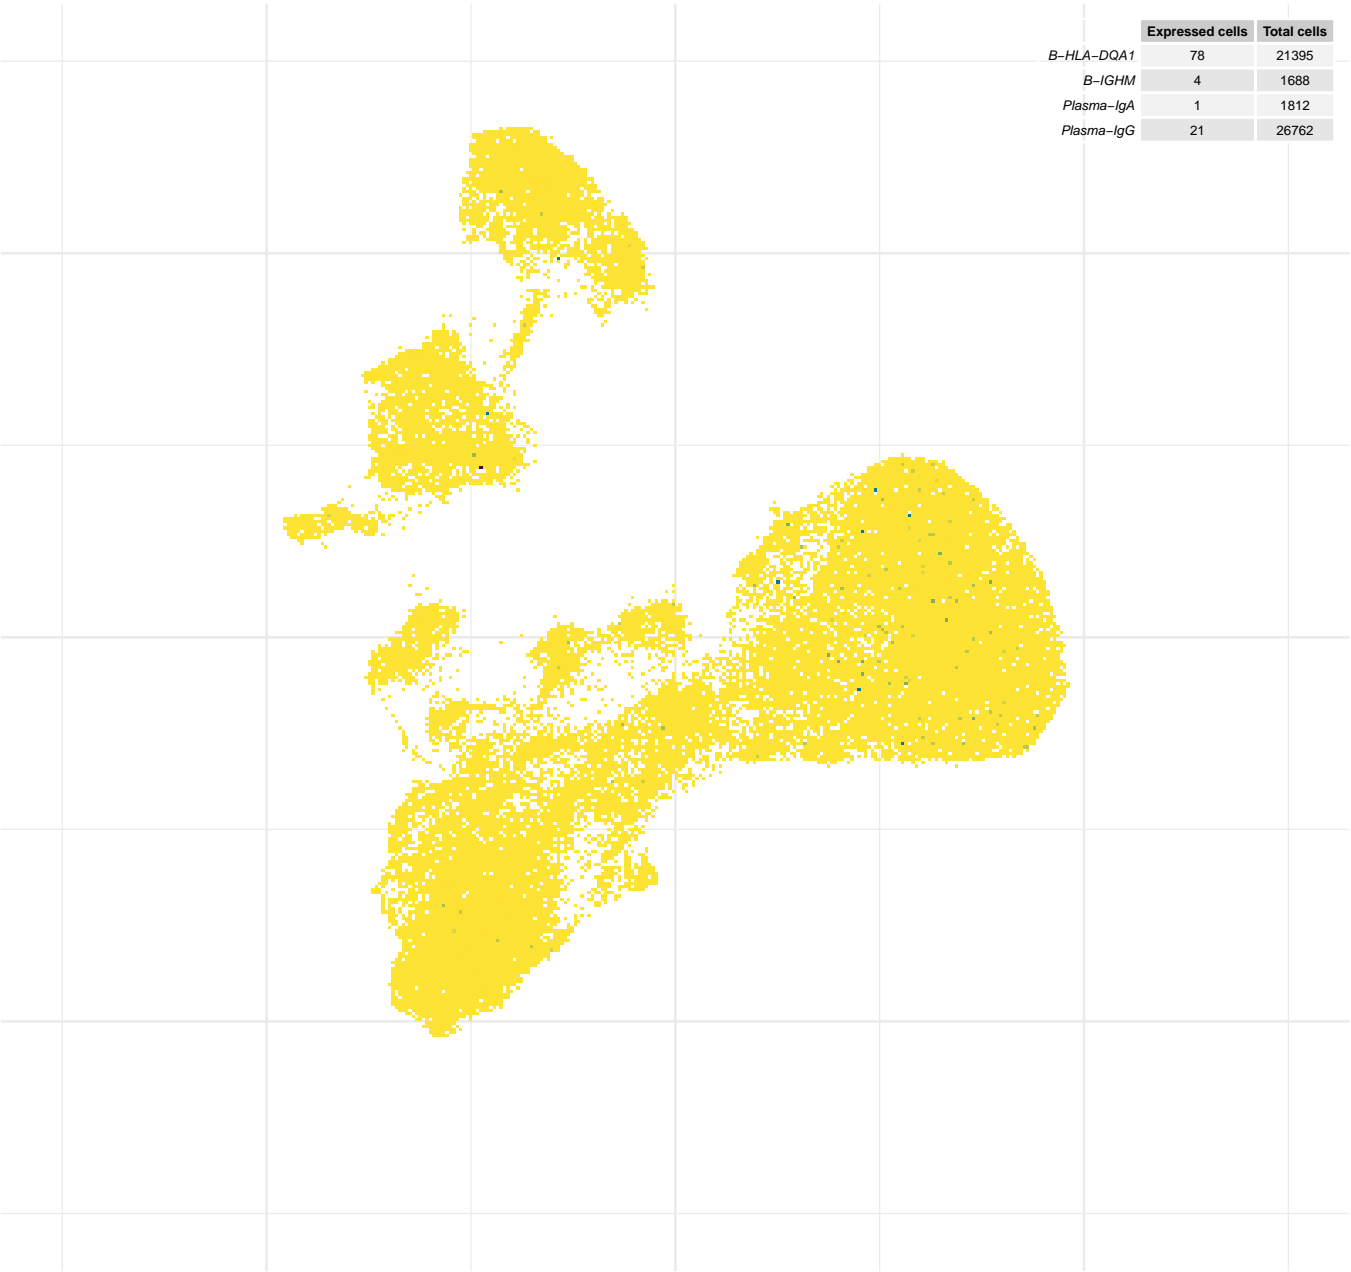 Expressed cells Total cells
B−HLA−DQA1 78 21395
B−IGHM 4 1688
Plasma−IgA 1 1812
Plasma−IgG 21 26762